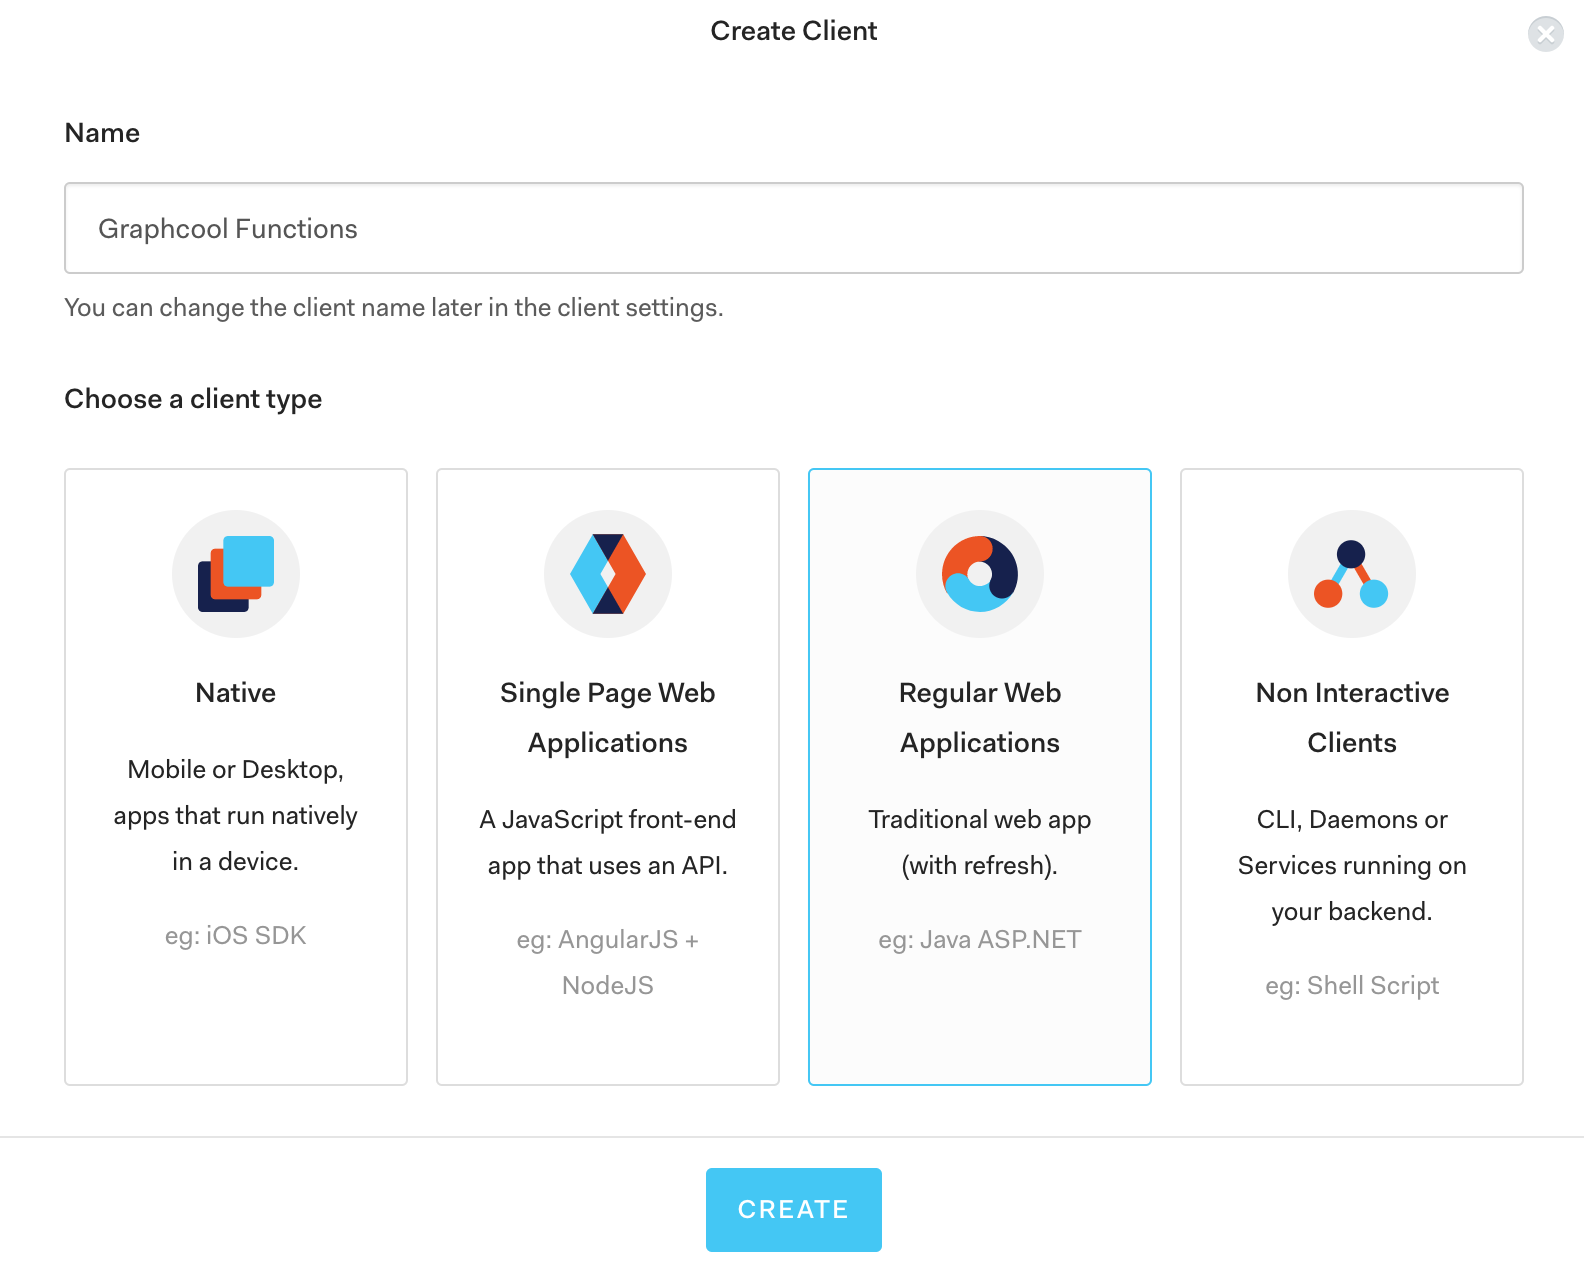 Create Client
Name
Graphcool Functions
You can change the client name later in the client settings.
Choose a client type
Native
Mobile or Desktop,
apps that run natively
in a device.
eg: iOS SDK
Single Page Web
Applications
A JavaScript front-end
app that uses an API.
eg: AngularJS +
NodeJS
Regular Web
Applications
Traditional web app
(with refresh).
eg: Java ASP.NET
Non Interactive
Clients
CLI, Daemons or
Services running on
your backend.
eg: Shell Script
CREATE